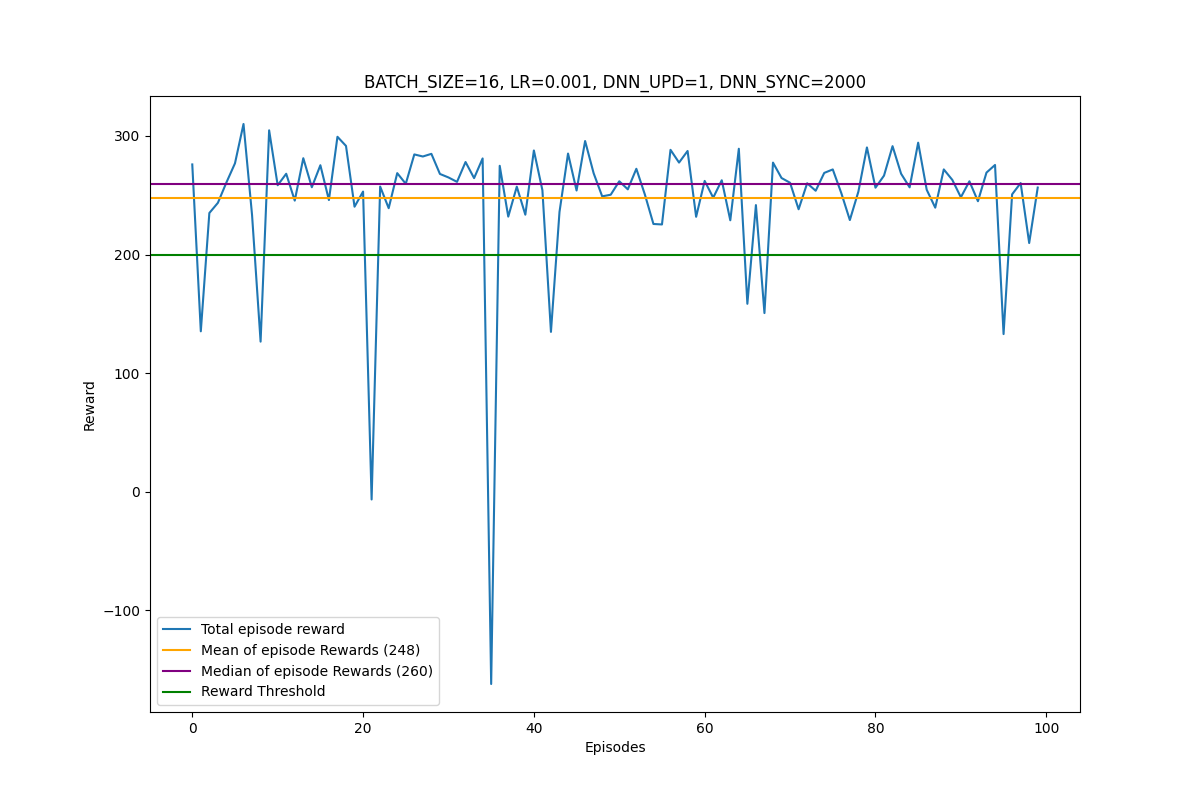 BATCH_SIZE=16, LR=0.001, DNN_UPD=1, DNN_SYNC=2000
300
200
100
0
−100
Reward
Total episode reward
Mean of episode Rewards (248)
Median of episode Rewards (260)
Reward Threshold
0 20 40 60 80 100
Episodes